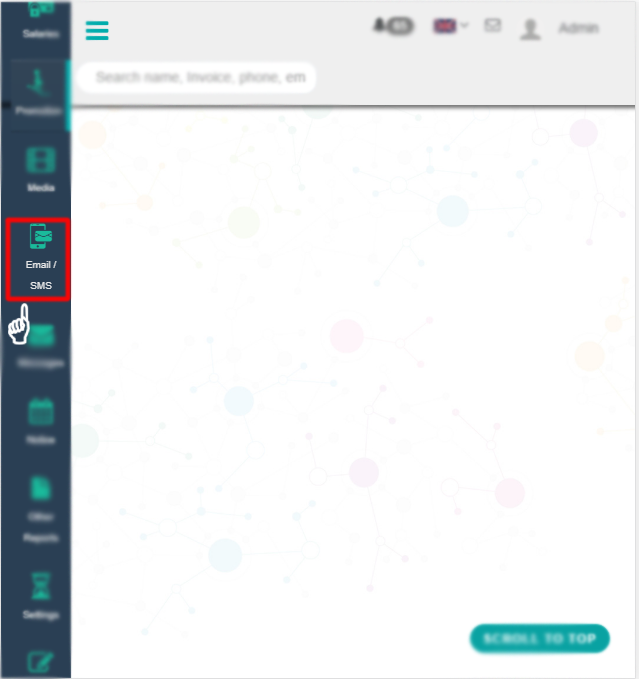 Salaries
65
Admin
Search name, Invoice, phone, em
Promotion
Media
Email /
SMS
Messages
Notice
Other
Reports
Settings
SCROLL TO TOP